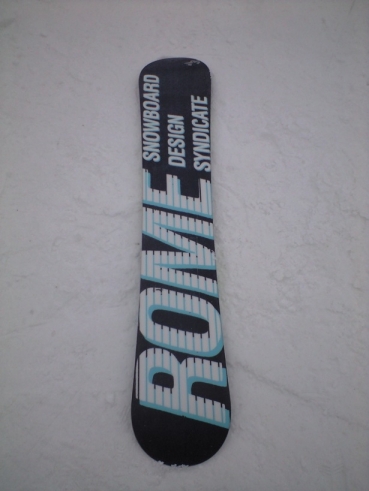 ROME
SNOWBOARD
DESIGN
SYNDICATE